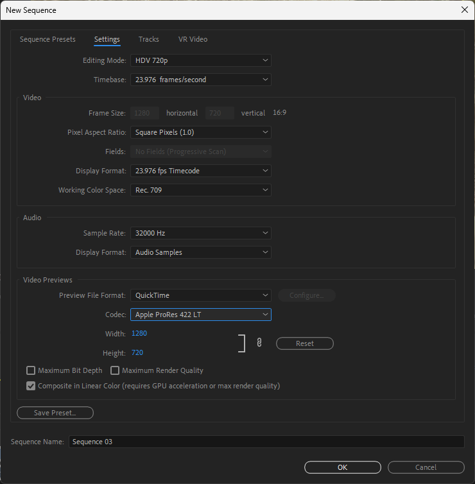 New Sequence
Sequence Presets Settings Tracks VR Video
Editing Mode: HDV 720p
Timebase: 23.976 frames/second
Video
Frame Size: 1280 horizontal 720 vertical 16:9
Pixel Aspect Ratio: Square Pixels (1.0)
Fields: No Fields (Progressive Scan)
Display Format: 23.976 fps Timecode
Working Color Space: Rec. 709
Audio
Sample Rate: 32000 Hz
Display Format: Audio Samples
Video Previews
Preview File Format: QuickTime Configure...
Codec: Apple ProRes 422 LT
Width: 1280
Height: 720 Reset
Maximum Bit Depth Maximum Render Quality
Composite in Linear Color (requires GPU acceleration or max render quality)
Save Preset...
Sequence Name: Sequence 03
OK Cancel